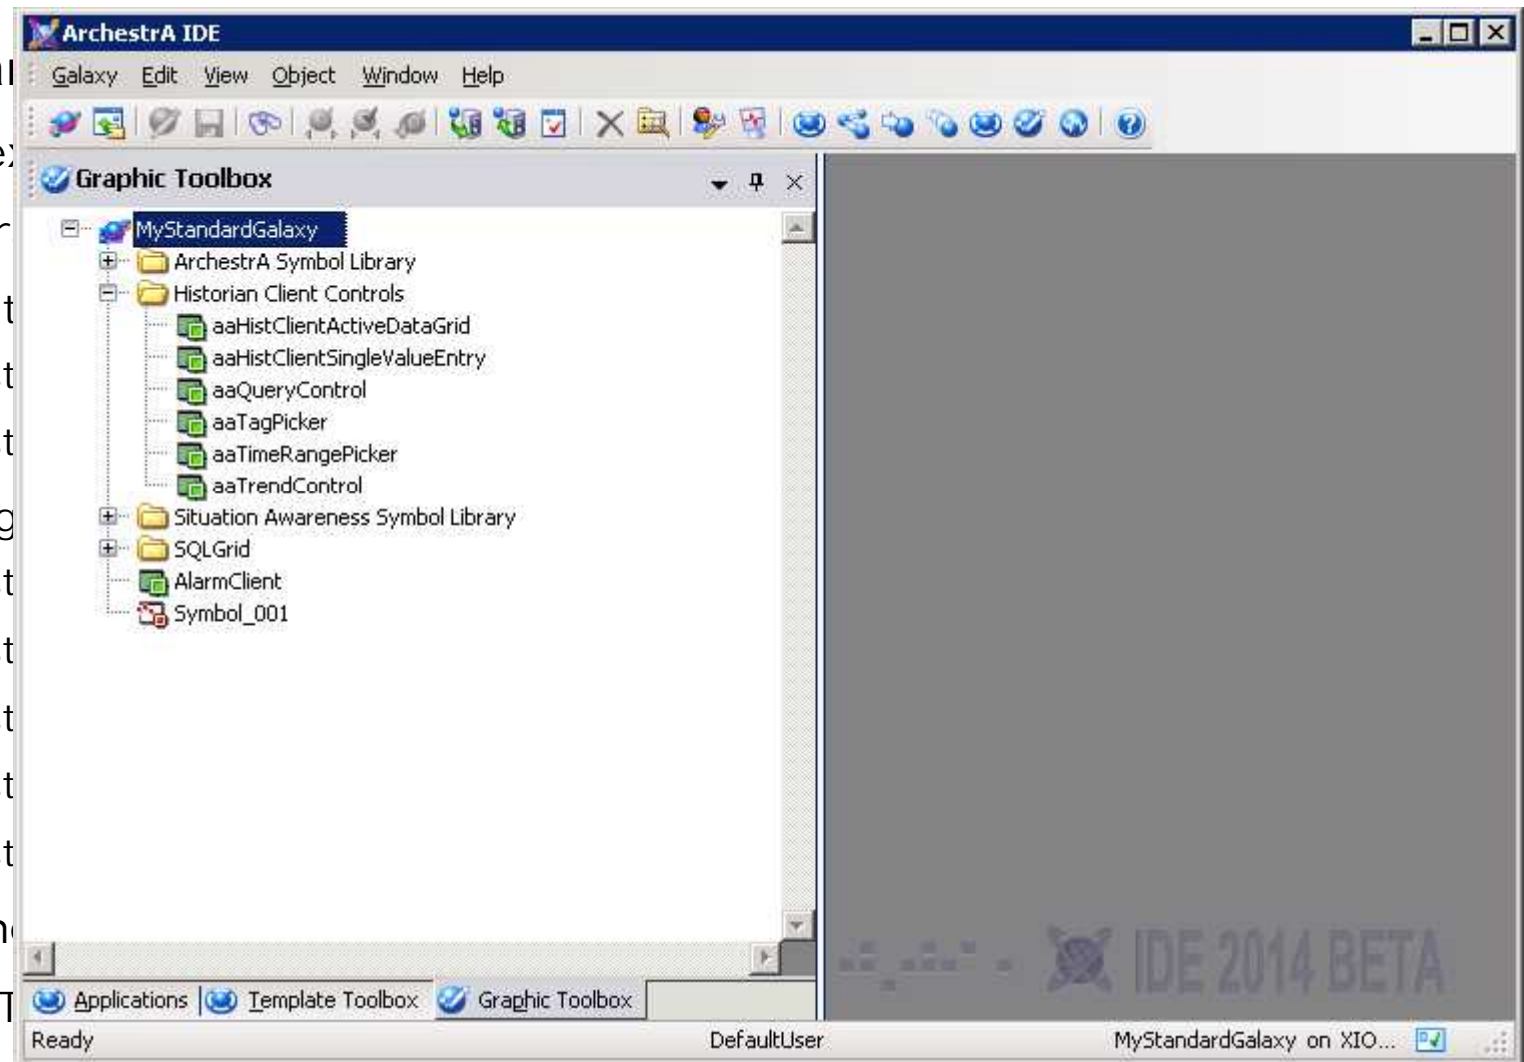 ArchestrA IDE
Galaxy Edit View Object Window Help
Graphic Toolbox
MyStandardGalaxy
ArchestrA Symbol Library
Historian Client Controls
aaHistClientActiveDataGrid
aaHistClientSingleValueEntry
aaQueryControl
aaTagPicker
aaTimeRangePicker
aaTrendControl
Situation Awareness Symbol Library
SQLGrid
AlarmClient
Symbol_001
IDE 2014 BETA
Applications Template Toolbox Graphic Toolbox
Ready DefaultUser MyStandardGalaxy on XIO...